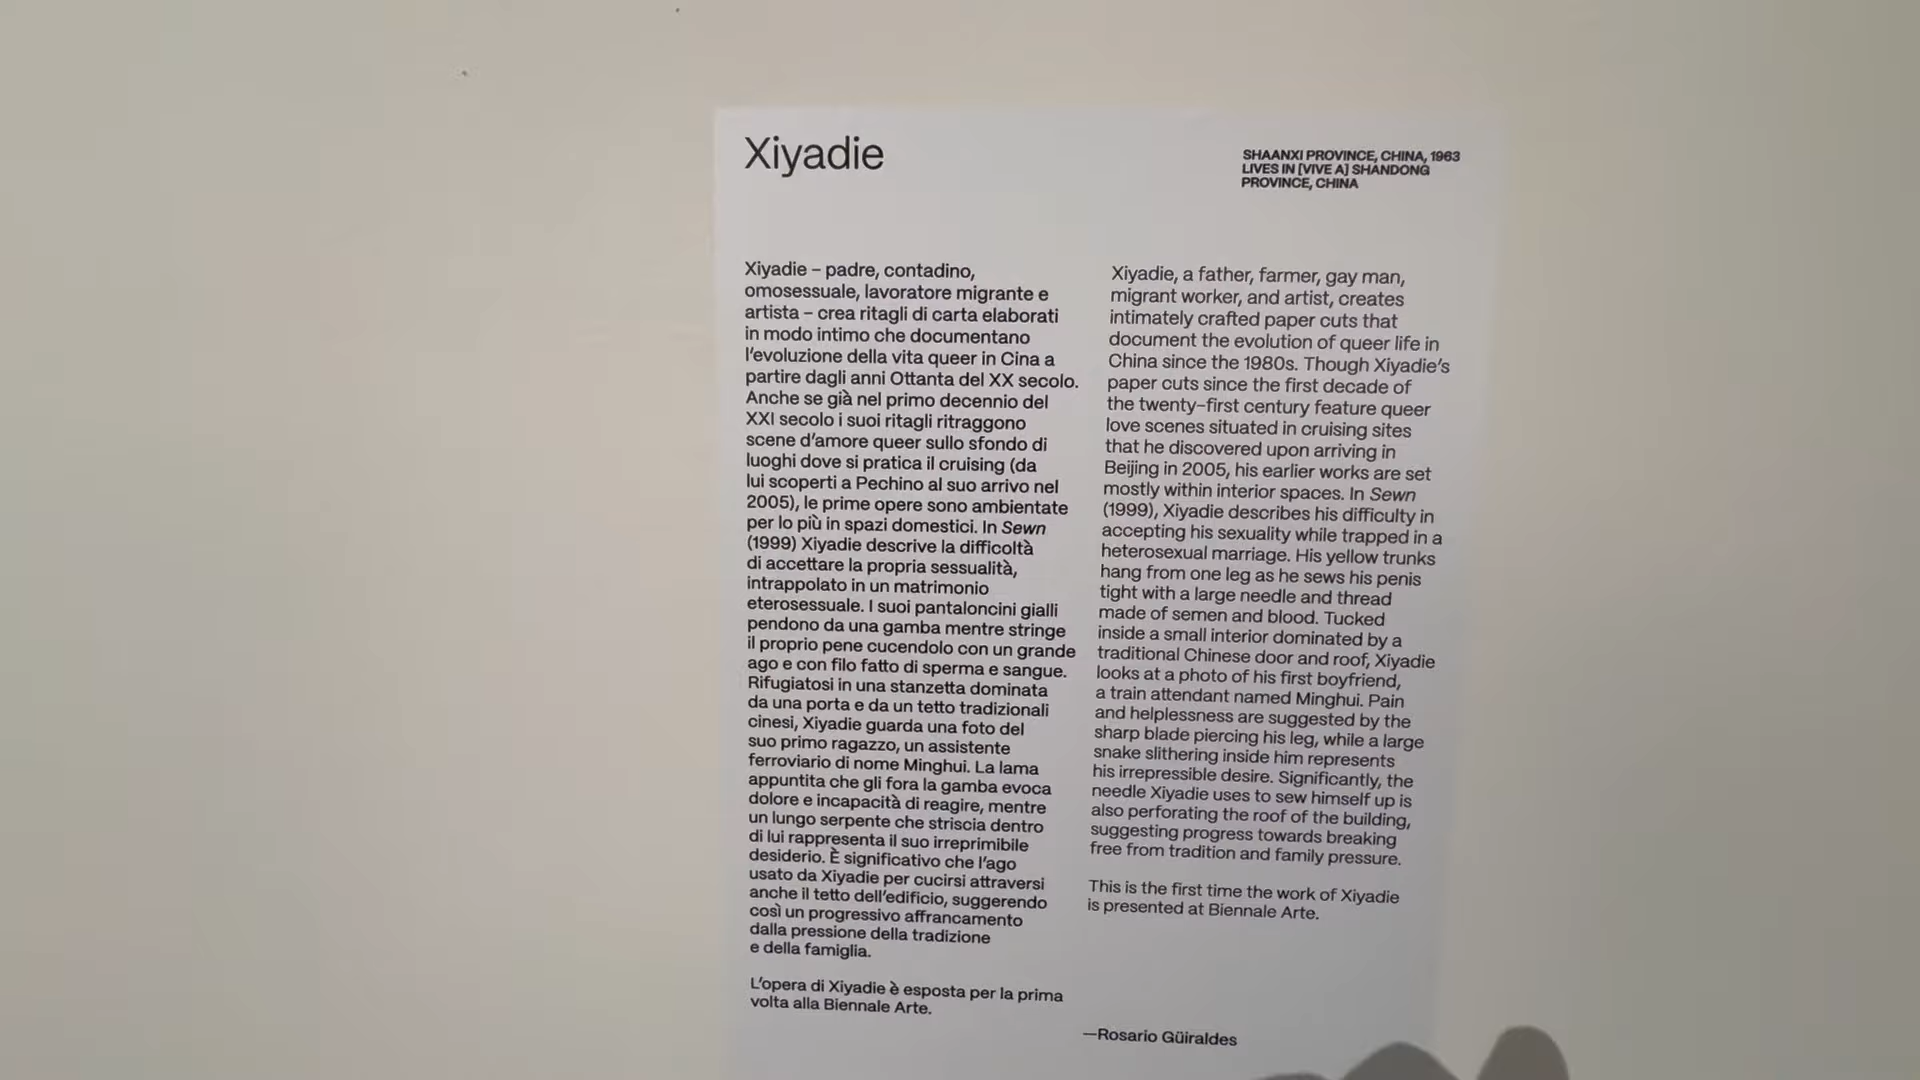 Xiyadie
SHAANXI PROVINCE, CHINA, 1963
LIVES IN [VIVE A] SHANDONG
PROVINCE, CHINA
Xiyadie – padre, contadino,
omosessuale, lavoratore migrante e
artista – crea ritagli di carta elaborati
in modo intimo che documentano
l'evoluzione della vita queer in Cina a
partire dagli anni Ottanta del XX secolo.
Anche se già nel primo decennio del
XXI secolo i suoi ritagli ritraggono
scene d'amore queer sullo sfondo di
luoghi dove si pratica il cruising (da
lui scoperti a Pechino al suo arrivo nel
2005), le prime opere sono ambientate
per lo più in spazi domestici. In Sewn
(1999) Xiyadie descrive la difficoltà
di accettare la propria sessualità,
intrappolato in un matrimonio
eterosessuale. I suoi pantaloncini gialli
pendono da una gamba mentre stringe
il proprio pene cucendolo con un grande
ago e con filo fatto di sperma e sangue.
Rifugiatosi in una stanzetta dominata
da una porta e da un tetto tradizionali
cinesi, Xiyadie guarda una foto del
suo primo ragazzo, un assistente
ferroviario di nome Minghui. La lama
appuntita che gli fora la gamba evoca
dolore e incapacità di reagire, mentre
un lungo serpente che striscia dentro
di lui rappresenta il suo irreprimibile
desiderio. È significativo che l'ago
usato da Xiyadie per cucirsi attraversi
anche il tetto dell'edificio, suggerendo
così un progressivo affrancamento
dalla pressione della tradizione
e della famiglia.
L'opera di Xiyadie è esposta per la prima
volta alla Biennale Arte.
Xiyadie, a father, farmer, gay man,
migrant worker, and artist, creates
intimately crafted paper cuts that
document the evolution of queer life in
China since the 1980s. Though Xiyadie's
paper cuts since the first decade of
the twenty-first century feature queer
love scenes situated in cruising sites
that he discovered upon arriving in
Beijing in 2005, his earlier works are set
mostly within interior spaces. In Sewn
(1999), Xiyadie describes his difficulty in
accepting his sexuality while trapped in a
heterosexual marriage. His yellow trunks
hang from one leg as he sews his penis
tight with a large needle and thread
made of semen and blood. Tucked
inside a small interior dominated by a
traditional Chinese door and roof, Xiyadie
looks at a photo of his first boyfriend,
a train attendant named Minghui. Pain
and helplessness are suggested by the
sharp blade piercing his leg, while a large
snake slithering inside him represents
his irrepressible desire. Significantly, the
needle Xiyadie uses to sew himself up is
also perforating the roof of the building,
suggesting progress towards breaking
free from tradition and family pressure.
This is the first time the work of Xiyadie
is presented at Biennale Arte.
—Rosario Güiraldes